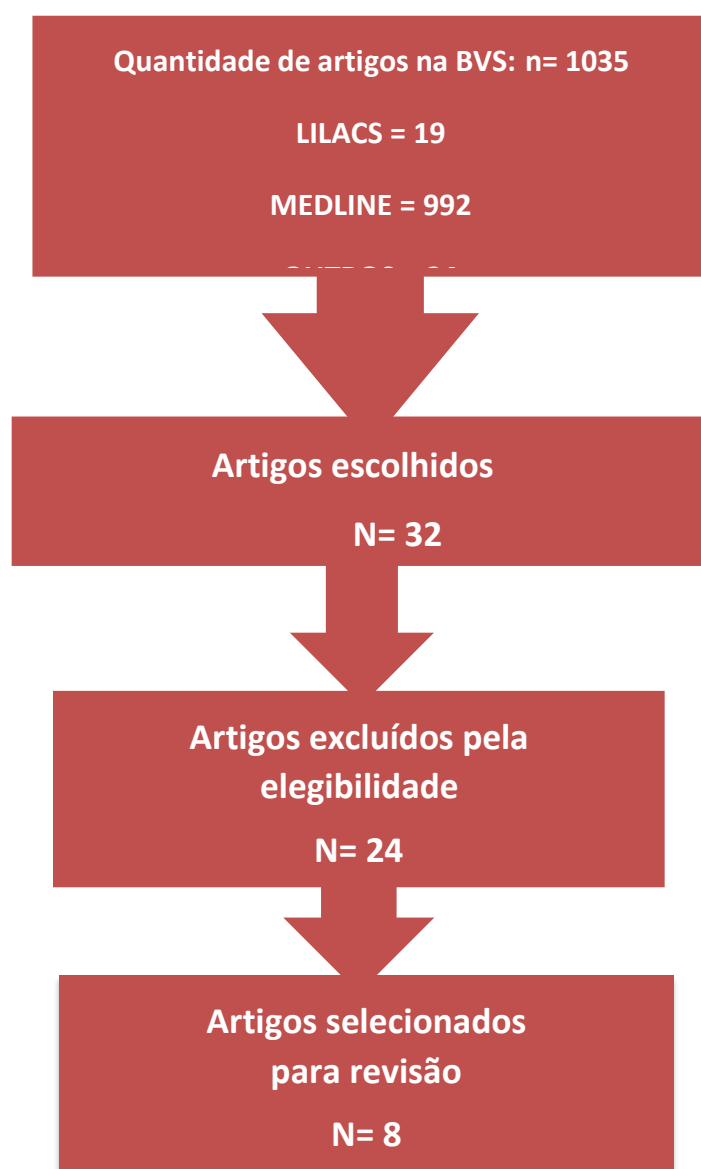 Quantidade de artigos na BVS: n= 1035
LILACS = 19
MEDLINE = 992
Artigos escolhidos
N= 32
Artigos excluídos pela
elegibilidade
N= 24
Artigos selecionados
para revisão
N= 8